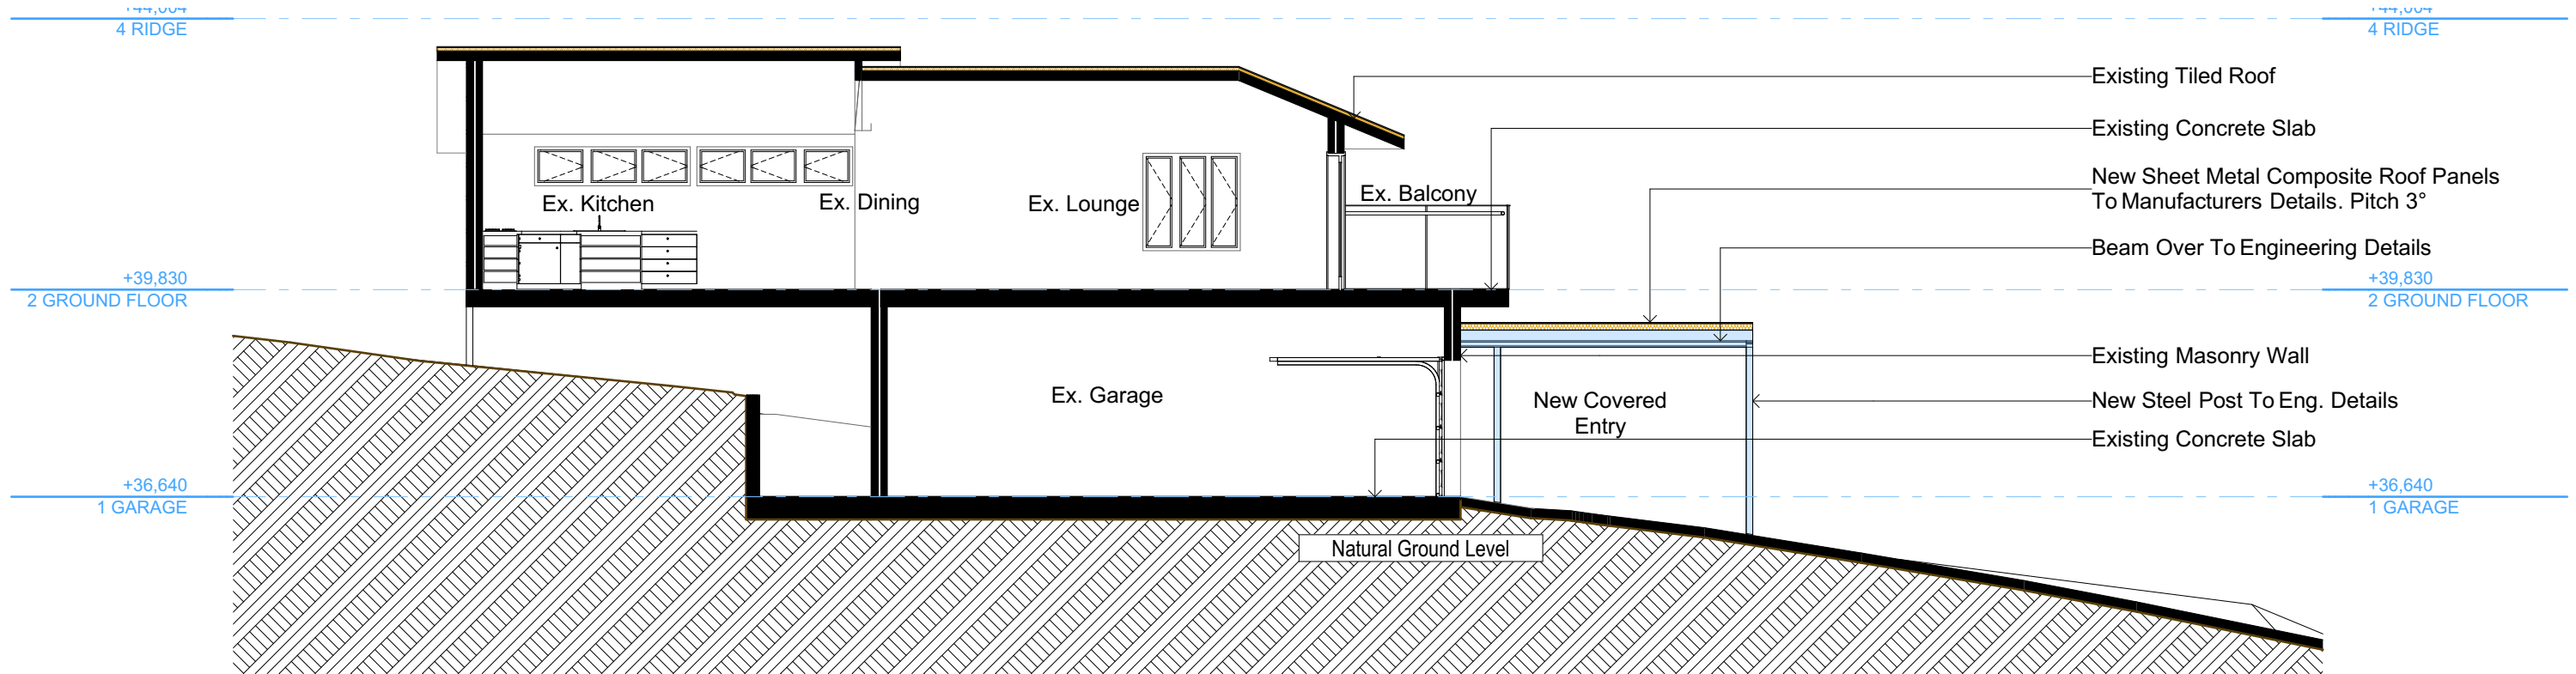 4 RIDGE
4 RIDGE
Existing Tiled Roof
Existing Concrete Slab
New Sheet Metal Composite Roof Panels
To Manufacturers Details. Pitch 3°
Ex. Kitchen
Ex. Dining
Ex. Lounge
Ex. Balcony
Beam Over To Engineering Details
+39,830
2 GROUND FLOOR
+39,830
2 GROUND FLOOR
Existing Masonry Wall
Ex. Garage
New Covered
Entry
New Steel Post To Eng. Details
Existing Concrete Slab
+36,640
1 GARAGE
+36,640
1 GARAGE
Natural Ground Level